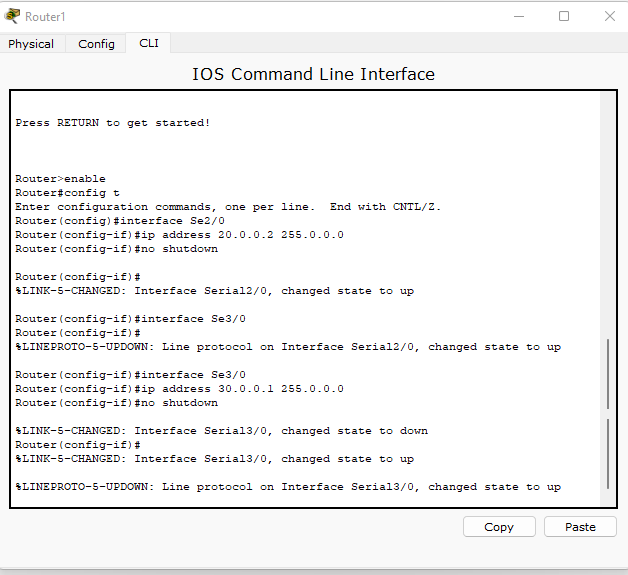 Router1
Physical Config CLI
IOS Command Line Interface
Press RETURN to get started!
Router>enable
Router#config t
Enter configuration commands, one per line.  End with CNTL/Z.
Router(config)#interface Se2/0
Router(config-if)#ip address 20.0.0.2 255.0.0.0
Router(config-if)#no shutdown
Router(config-if)#
%LINK-5-CHANGED: Interface Serial2/0, changed state to up
Router(config-if)#interface Se3/0
Router(config-if)#
%LINEPROTO-5-UPDOWN: Line protocol on Interface Serial2/0, changed state to up
Router(config-if)#interface Se3/0
Router(config-if)#ip address 30.0.0.1 255.0.0.0
Router(config-if)#no shutdown
%LINK-5-CHANGED: Interface Serial3/0, changed state to down
Router(config-if)#
%LINK-5-CHANGED: Interface Serial3/0, changed state to up
%LINEPROTO-5-UPDOWN: Line protocol on Interface Serial3/0, changed state to up
Copy Paste